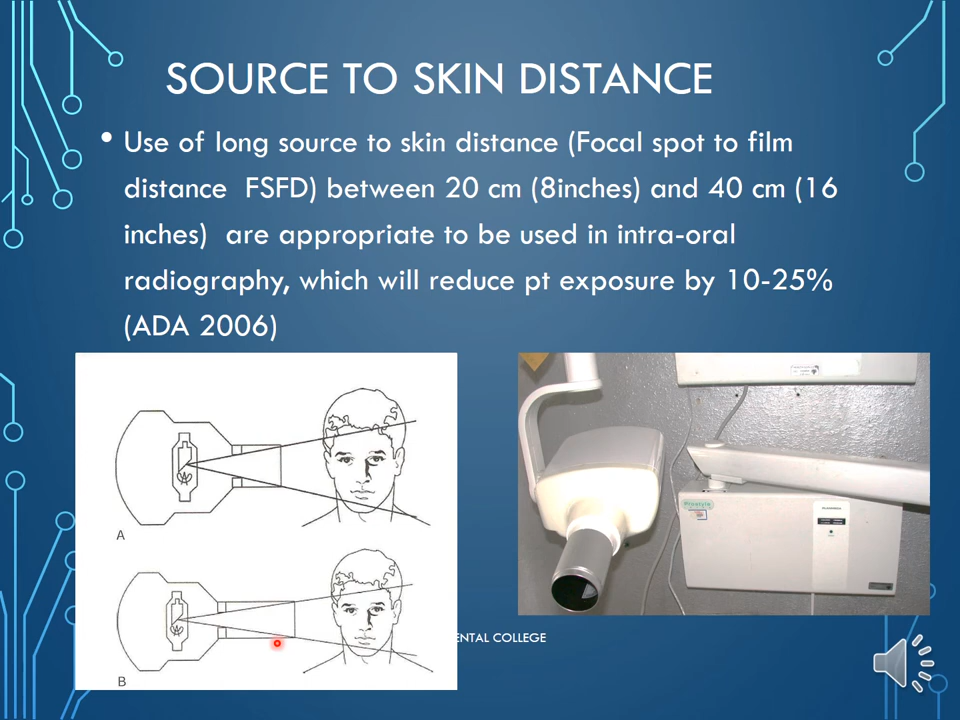 SOURCE TO SKIN DISTANCE
• Use of long source to skin distance (Focal spot to film
distance FSFD) between 20 cm (8inches) and 40 cm (16
inches) are appropriate to be used in intra-oral
radiography, which will reduce pt exposure by 10-25%
(ADA 2006)
A
B
ENTAL COLLEGE